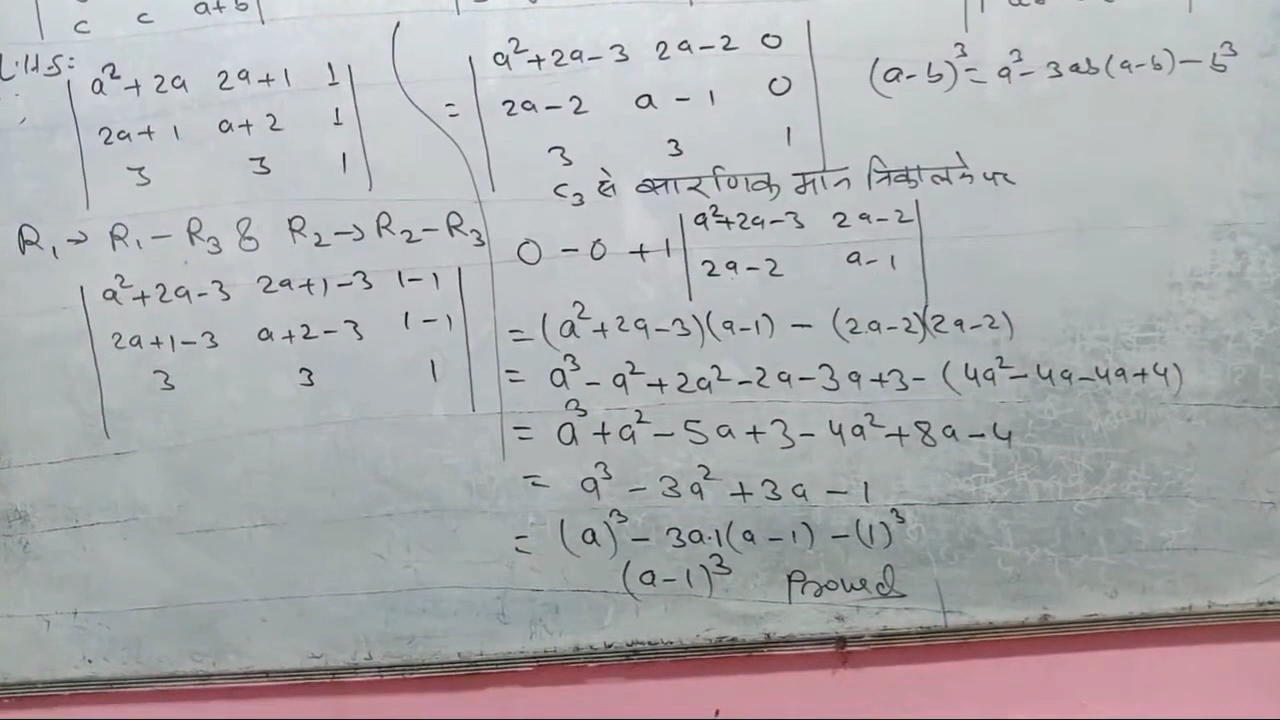 c c a+b
L.H.S:
| a²+2a 2a+1 1 |
| 2a+1 a+2 1 |
| 3 3 1 |
R₁→ R₁-R₃ & R₂→R₂-R₃
| a²+2a-3 2a+1-3 1-1 |
| 2a+1-3 a+2-3 1-1 |
| 3 3 1 |
= | a²+2a-3 2a-2 0 |
| 2a-2 a-1 0 |
| 3 3 1 |
C₃ से सारणिक मान निकालने पर
0 - 0 + 1 | a²+2a-3 2a-2 |
| 2a-2 a-1 |
= (a²+2a-3)(a-1) - (2a-2)(2a-2)
= a³-a²+2a²-2a-3a+3-(4a²-4a-4a+4)
= a³+a²-5a+3-4a²+8a-4
= a³-3a²+3a-1
= (a)³-3a.1(a-1)-(1)³
(a-1)³ Proved
(a-b)³=a³-3ab(a-b)-b³